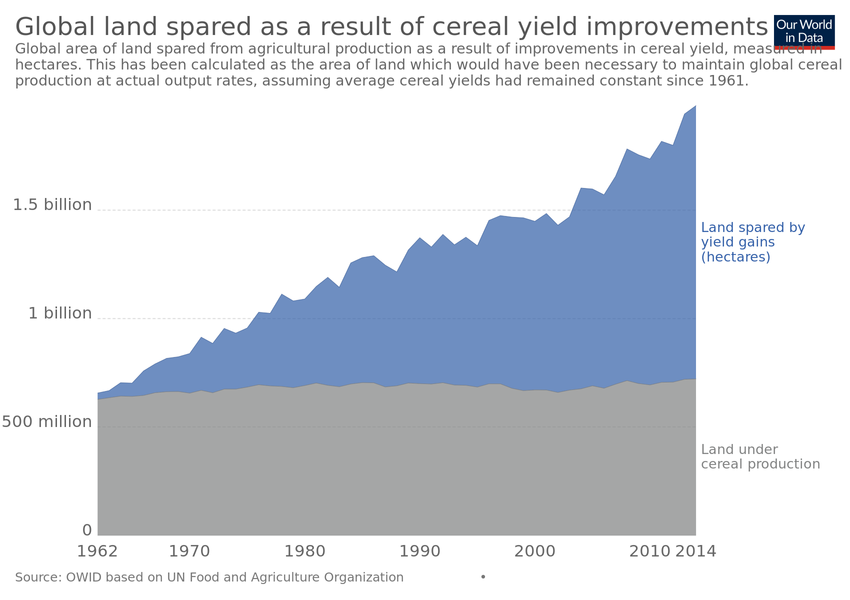 Global land spared as a result of cereal yield improvements
Our World
in Data
Global area of land spared from agricultural production as a result of improvements in cereal yield, measured in
hectares. This has been calculated as the area of land which would have been necessary to maintain global cereal
production at actual output rates, assuming average cereal yields had remained constant since 1961.
1.5 billion
1 billion
500 million
0
Land spared by
yield gains
(hectares)
Land under
cereal production
1962 1970 1980 1990 2000 2010 2014
Source: OWID based on UN Food and Agriculture Organization •